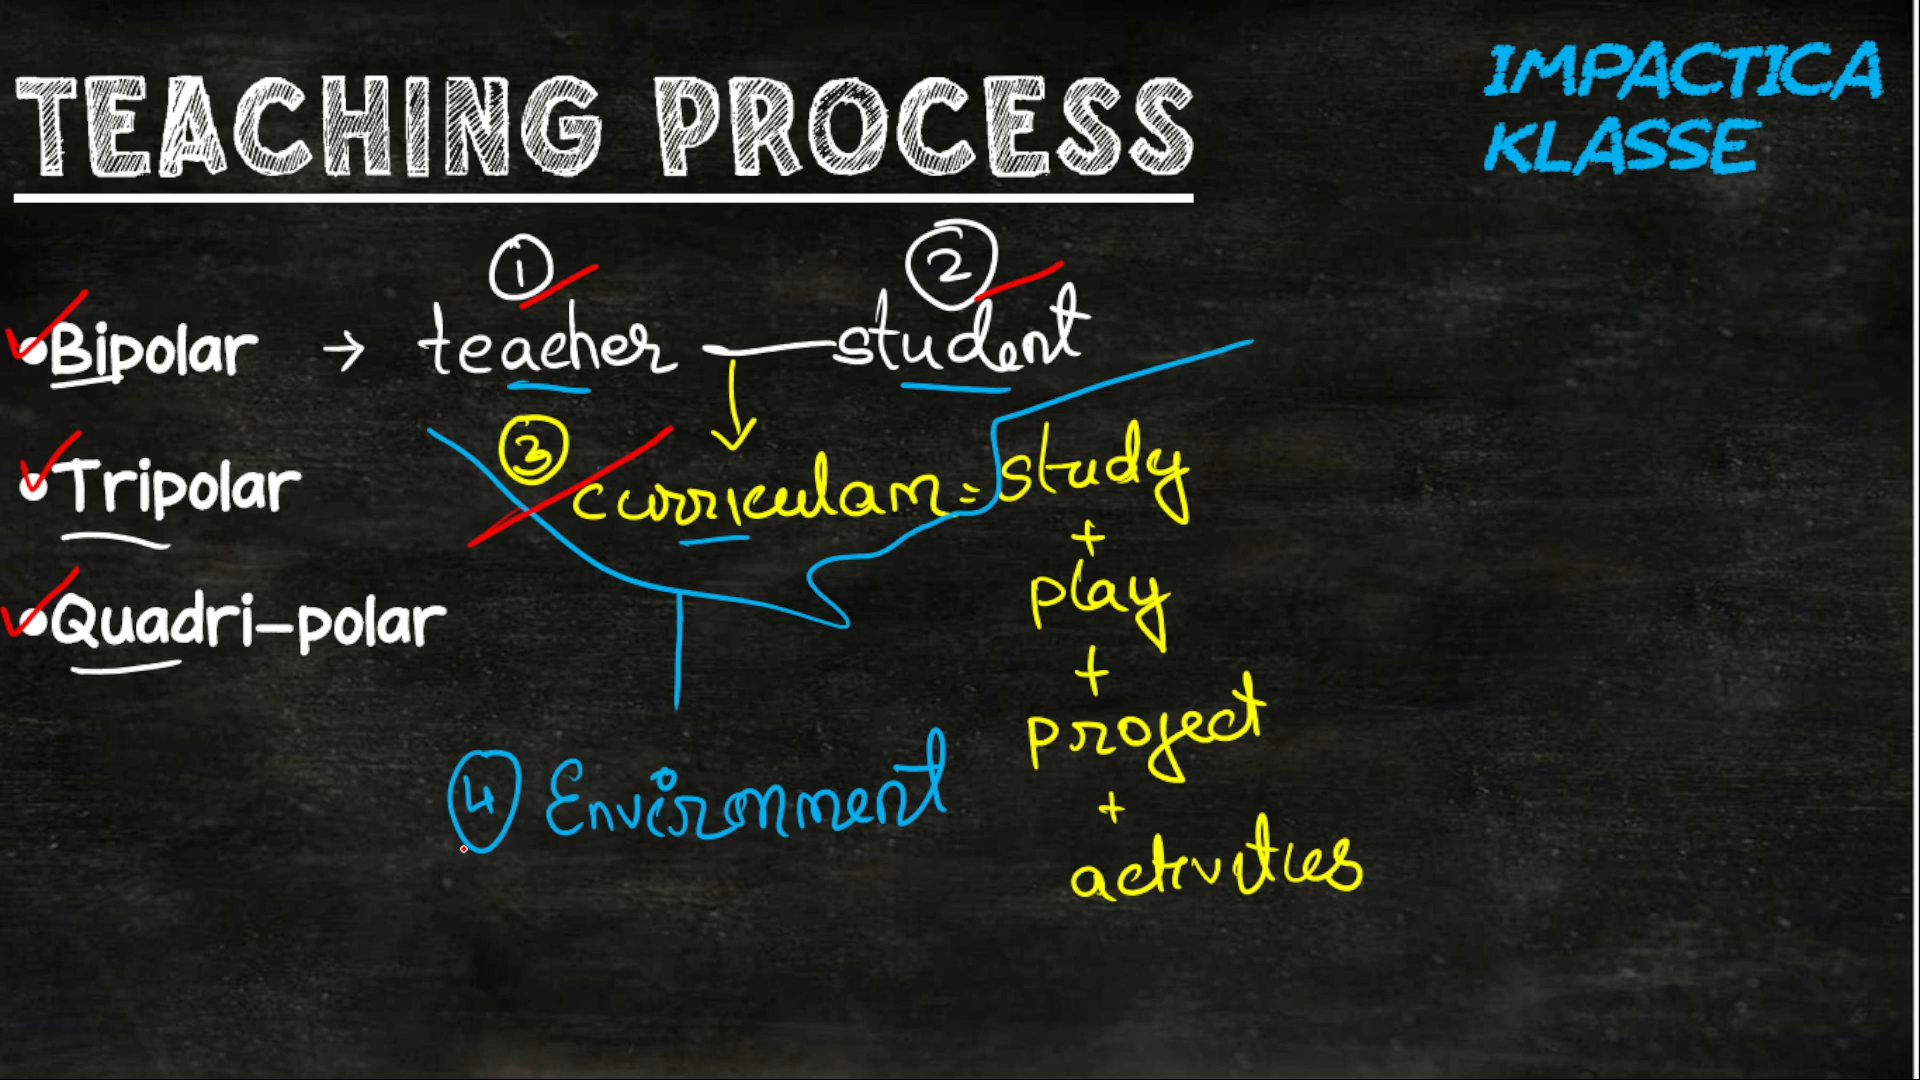 TEACHING PROCESS
IMPACTICA
KLASSE
1
2
•Bipolar → teacher — student
3
•Tripolar
curriculam = study
+
play
•Quadri-polar
+
project
4 Environment
+
activities